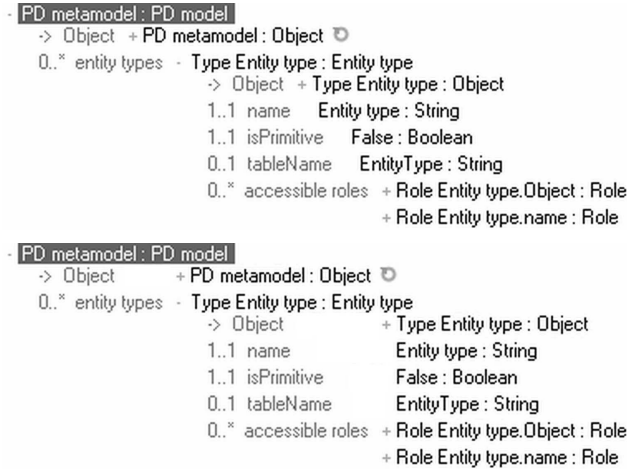 - PD metamodel : PD model
-> Object + PD metamodel : Object
0..* entity types - Type Entity type : Entity type
-> Object + Type Entity type : Object
1..1 name Entity type : String
1..1 isPrimitive False : Boolean
0..1 tableName EntityType : String
0..* accessible roles + Role Entity type.Object : Role
+ Role Entity type.name : Role
- PD metamodel : PD model
-> Object + PD metamodel : Object
0..* entity types - Type Entity type : Entity type
-> Object + Type Entity type : Object
1..1 name Entity type : String
1..1 isPrimitive False : Boolean
0..1 tableName EntityType : String
0..* accessible roles + Role Entity type.Object : Role
+ Role Entity type.name : Role